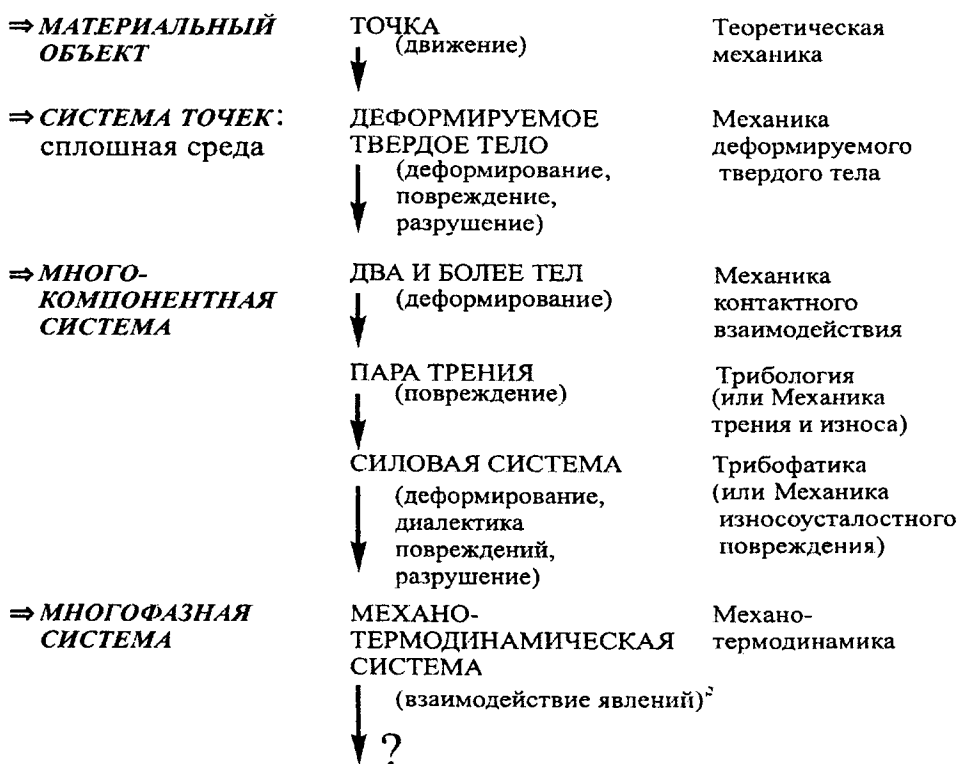 ⇒ МАТЕРИАЛЬНЫЙ
ОБЪЕКТ
ТОЧКА
(движение)
Теоретическая
механика
⇒ СИСТЕМА ТОЧЕК:
сплошная среда
ДЕФОРМИРУЕМОЕ
ТВЕРДОЕ ТЕЛО
(деформирование,
повреждение,
разрушение)
Механика
деформируемого
твердого тела
⇒ МНОГО-
КОМПОНЕНТНАЯ
СИСТЕМА
ДВА И БОЛЕЕ ТЕЛ
(деформирование)
Механика
контактного
взаимодействия
ПАРА ТРЕНИЯ
(повреждение)
Трибология
(или Механика
трения и износа)
СИЛОВАЯ СИСТЕМА
(деформирование,
диалектика
повреждений,
разрушение)
Трибофатика
(или Механика
износоусталостного
повреждения)
⇒ МНОГОФАЗНАЯ
СИСТЕМА
МЕХАНО-
ТЕРМОДИНАМИЧЕСКАЯ
СИСТЕМА
(взаимодействие явлений)
Механо-
термодинамика
?